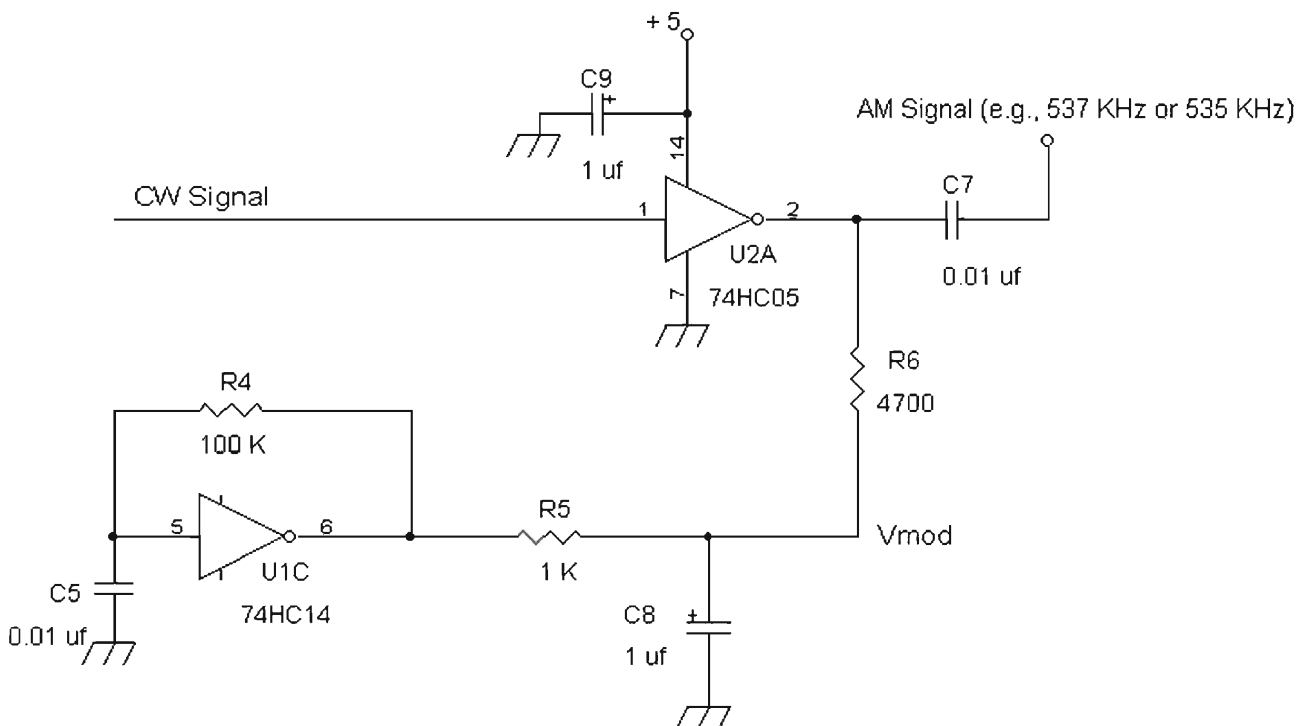 + 5
C9
+
1 uf
14
AM Signal (e.g., 537 KHz or 535 KHz)
C7
CW Signal
1
2
U2A
0.01 uf
7
74HC05
R6
4700
R4
100 K
5
6
R5
Vmod
U1C
1 K
C5
74HC14
C8
+
0.01 uf
1 uf